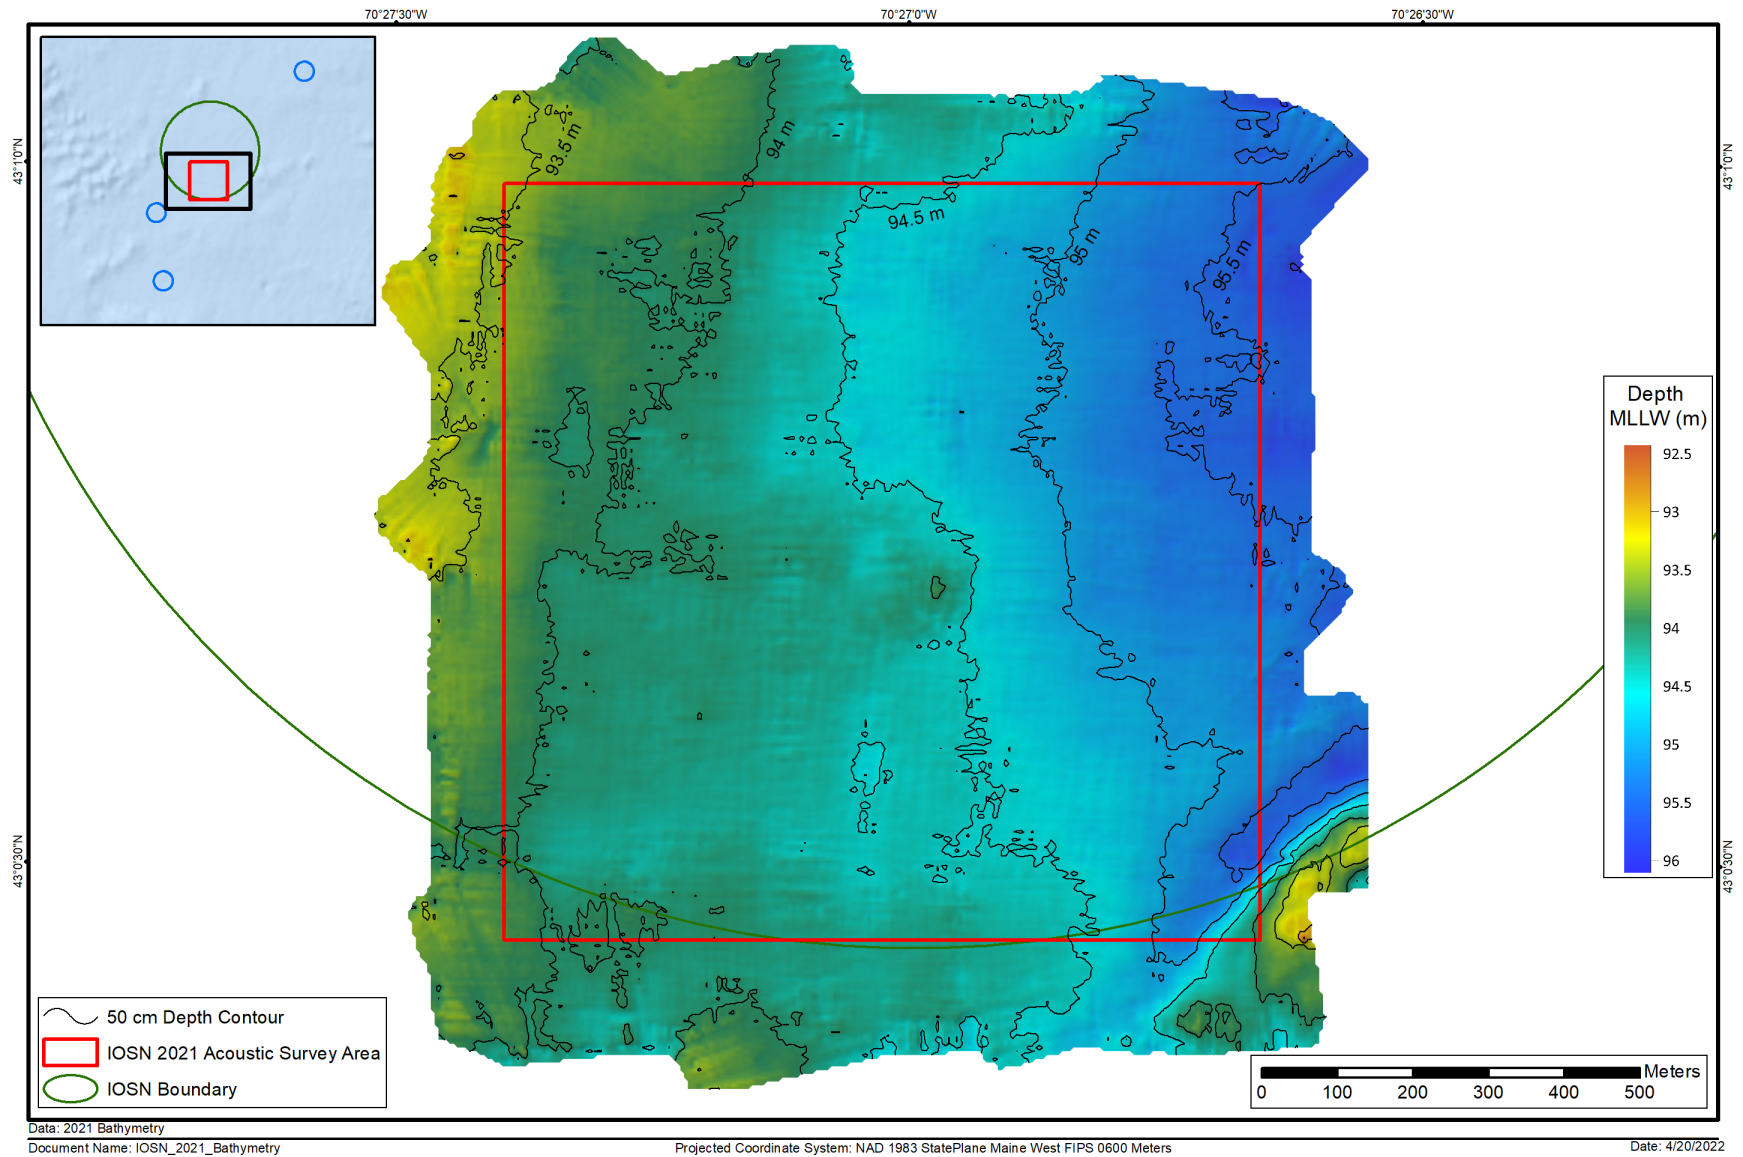 70°27'30"W
70°27'0"W
70°26'30"W
43°1'0"N
43°1'0"N
93.5 m
94 m
94.5 m
95 m
95.5 m
Depth
MLLW (m)
92.5
93
93.5
94
94.5
95
95.5
96
43°0'30"N
43°0'30"N
50 cm Depth Contour
IOSN 2021 Acoustic Survey Area
IOSN Boundary
Meters
0 100 200 300 400 500
Data: 2021 Bathymetry
Document Name: IOSN_2021_Bathymetry
Projected Coordinate System: NAD 1983 StatePlane Maine West FIPS 0600 Meters
Date: 4/20/2022